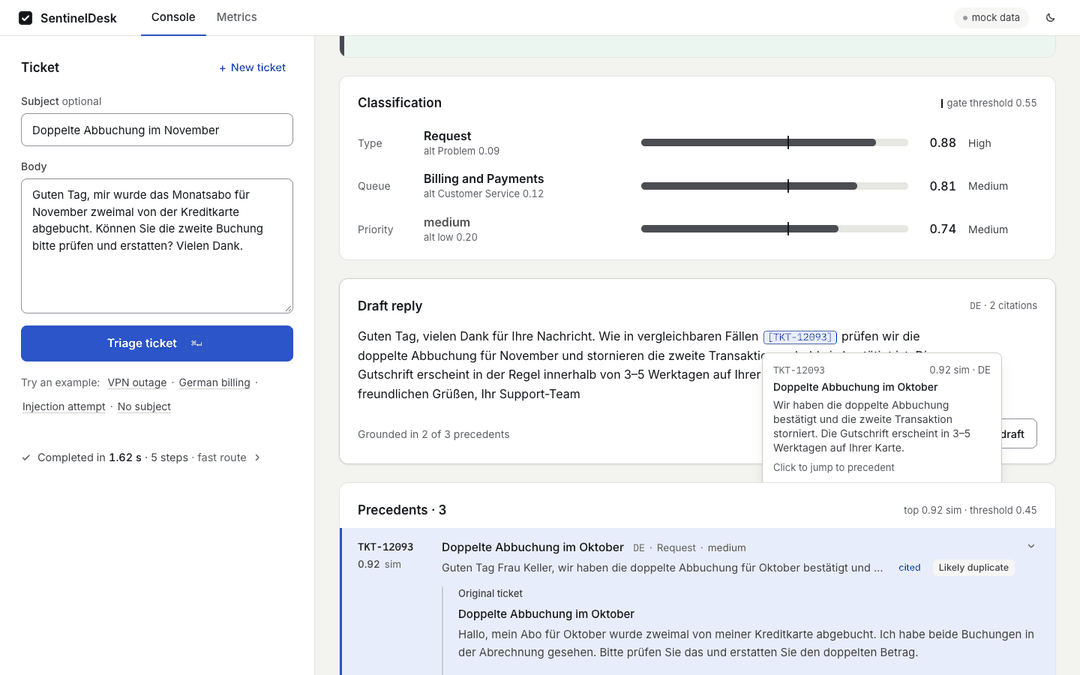 SentinelDesk
Console
Metrics
mock data
Ticket
+ New ticket
Subject optional
Doppelte Abbuchung im November
Body
Guten Tag, mir wurde das Monatsabo für
November zweimal von der Kreditkarte
abgebucht. Können Sie die zweite Buchung
bitte prüfen und erstatten? Vielen Dank.
Triage ticket ⌘↵
Try an example: VPN outage · German billing ·
Injection attempt · No subject
Completed in 1.62 s · 5 steps · fast route
Classification
gate threshold 0.55
Type
Request
alt Problem 0.09
0.88 High
Queue
Billing and Payments
alt Customer Service 0.12
0.81 Medium
Priority
medium
alt low 0.20
0.74 Medium
Draft reply
DE · 2 citations
Guten Tag, vielen Dank für Ihre Nachricht. Wie in vergleichbaren Fällen [TKT-12093] prüfen wir die
doppelte Abbuchung für November und stornieren die zweite
Gutschrift erscheint in der Regel innerhalb von 3–5 Werktagen auf Ihrer
freundlichen Grüßen, Ihr Support-Team
Grounded in 2 of 3 precedents
draft
TKT-12093
0.92 sim · DE
Doppelte Abbuchung im Oktober
Wir haben die doppelte Abbuchung
bestätigt und die zweite Transaktion
storniert. Die Gutschrift erscheint in 3–5
Werktagen auf Ihrer Karte.
Click to jump to precedent
Precedents · 3
top 0.92 sim · threshold 0.45
TKT-12093
0.92 sim
Doppelte Abbuchung im Oktober DE · Request · medium
Guten Tag Frau Keller, wir haben die doppelte Abbuchung für Oktober bestätigt und ... cited Likely duplicate
Original ticket
Doppelte Abbuchung im Oktober
Hallo, mein Abo für Oktober wurde zweimal von meiner Kreditkarte abgebucht. Ich habe beide Buchungen in
der Abrechnung gesehen. Bitte prüfen Sie das und erstatten Sie den doppelten Betrag.